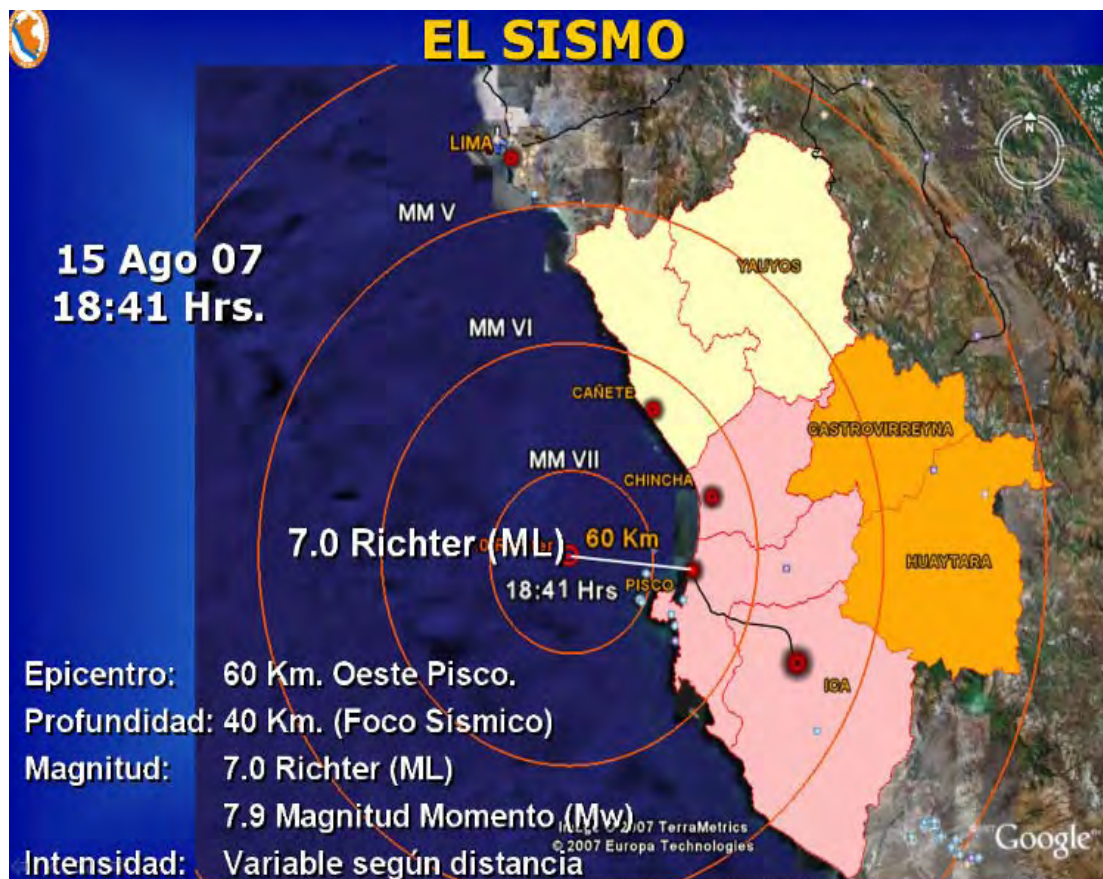 EL SISMO
LIMA
MM V
15 Ago 07
18:41 Hrs.
YAUYOS
MM VI
CAÑETE
CASTROVIRREYNA
MM VII
CHINCHA
7.0 Richter (ML)
60 Km
HUAYTARA
18:41 Hrs
PISCO
ICA
Epicentro: 60 Km. Oeste Pisco.
Profundidad: 40 Km. (Foco Sísmico)
Magnitud: 7.0 Richter (ML)
7.9 Magnitud Momento (Mw)
© 2007 TerraMetrics
© 2007 Europa Technologies
Google
Intensidad: Variable según distancia
N